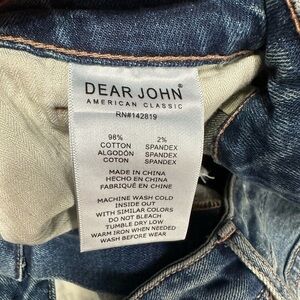 DEAR JOHN®
AMERICAN CLASSIC
RN#142819
98% 2%
COTTON SPANDEX
ALGODÓN SPANDEX
COTON SPANDEX
MADE IN CHINA
HECHO EN CHINA
FABRIQUÉ EN CHINE
MACHINE WASH COLD
INSIDE OUT
WITH SIMILAR COLORS
DO NOT BLEACH
TUMBLE DRY LOW
WARM IRON WHEN NEEDED
WASH BEFORE WEAR